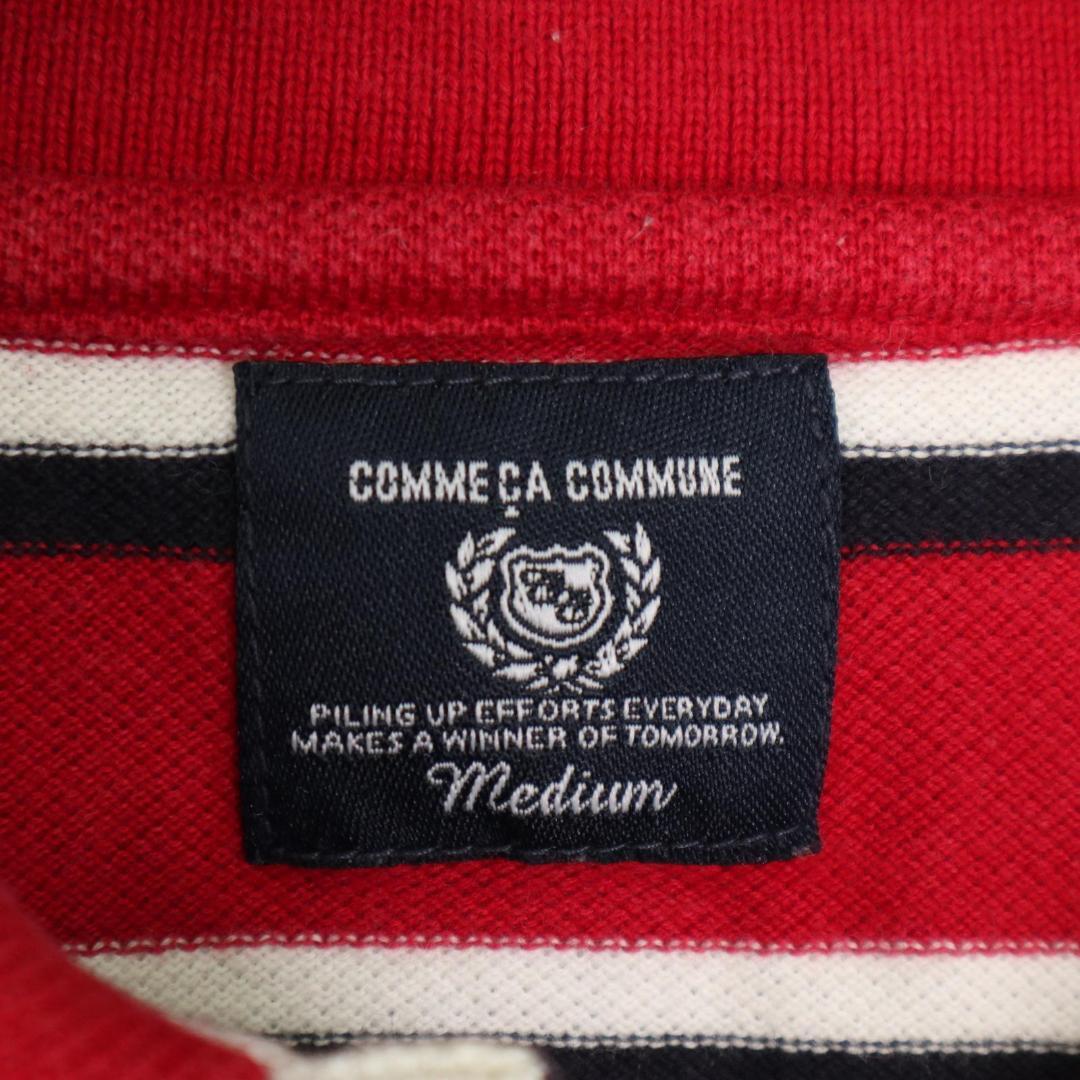 COMME ÇA COMMUNE
PILING UP EFFORTS EVERYDAY
MAKES A WINNER OF TOMORROW.
Medium